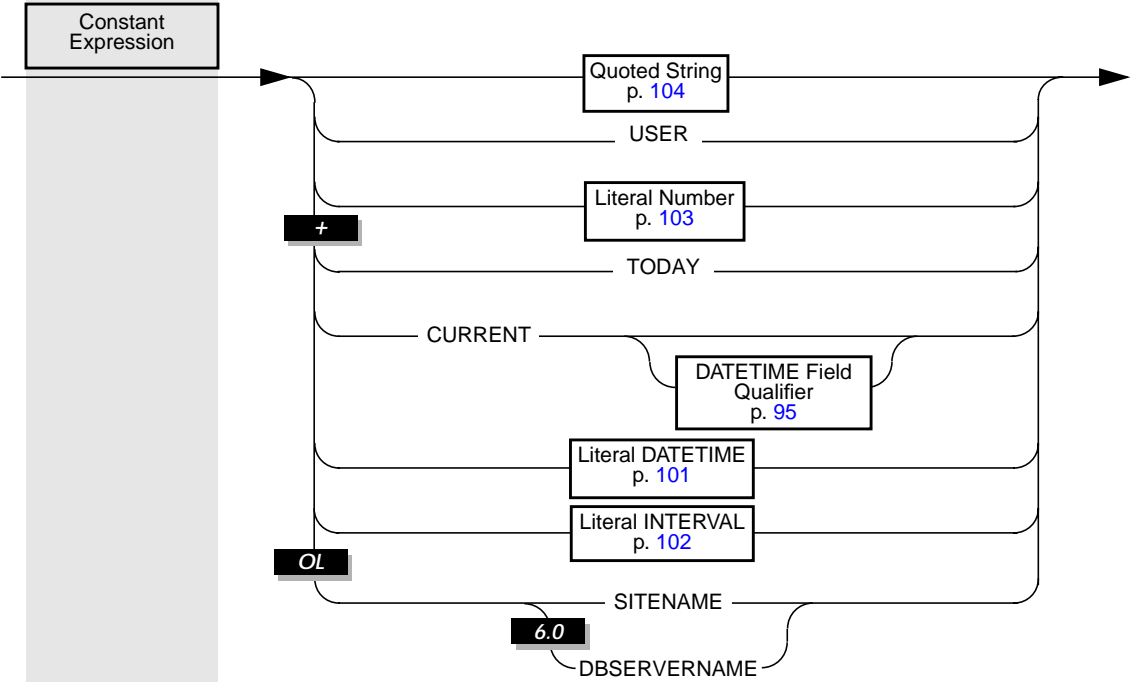 Constant
Expression
Quoted String
p. 104
USER
Literal Number
p. 103
+
TODAY
CURRENT
DATETIME Field
Qualifier
p. 95
Literal DATETIME
p. 101
Literal INTERVAL
p. 102
OL
SITENAME
6.0
DBSERVERNAME